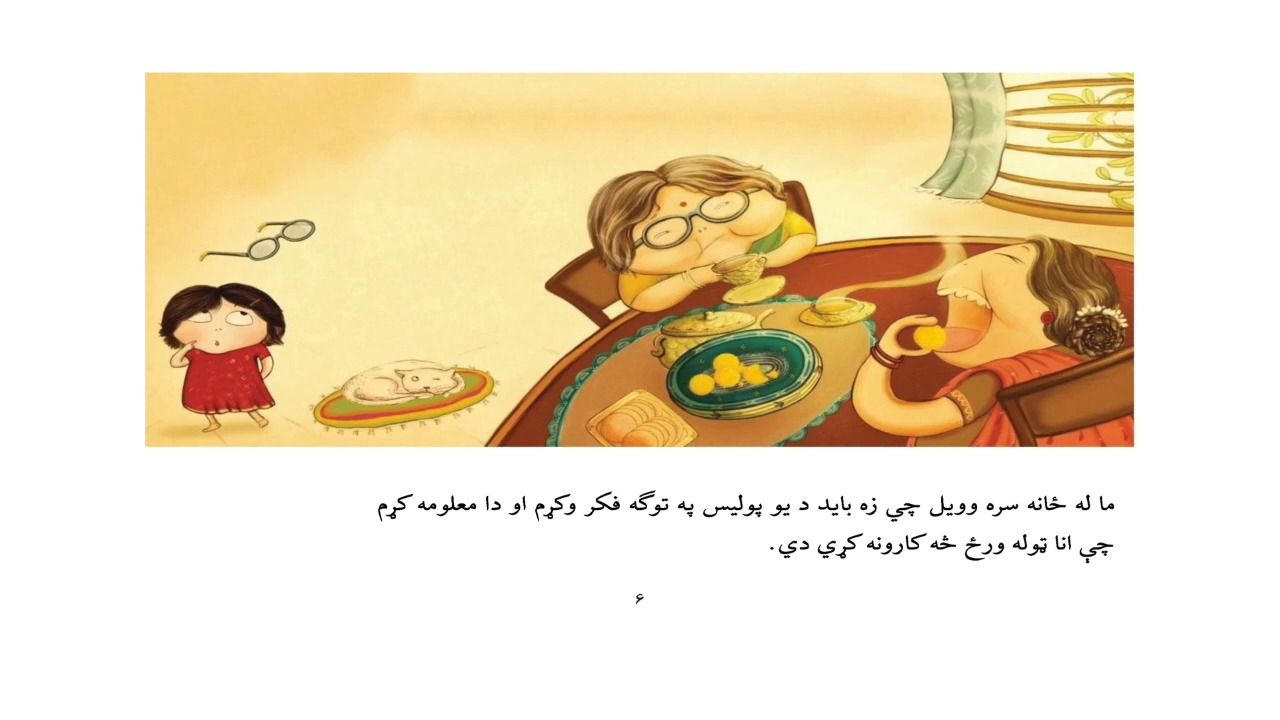 ما له ځانه سره وویل چي زه باید د یو پولیس په توګه فکر وکړم او دا معلومه کړم
چې انا ټوله ورځ څه کارونه کړي دي.
۶